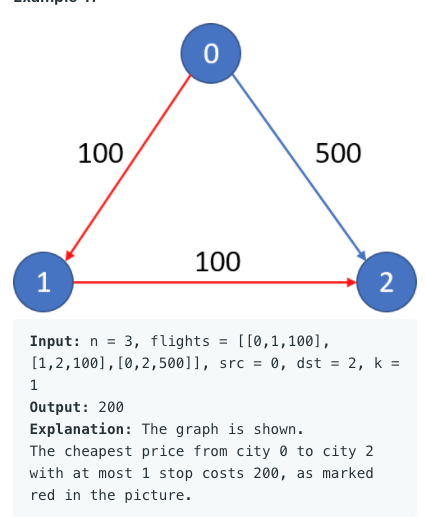 Example 1:
0
100
500
100
1
2
Input: n = 3, flights = [[0,1,100],
[1,2,100],[0,2,500]], src = 0, dst = 2, k =
1
Output: 200
Explanation: The graph is shown.
The cheapest price from city 0 to city 2
with at most 1 stop costs 200, as marked
red in the picture.